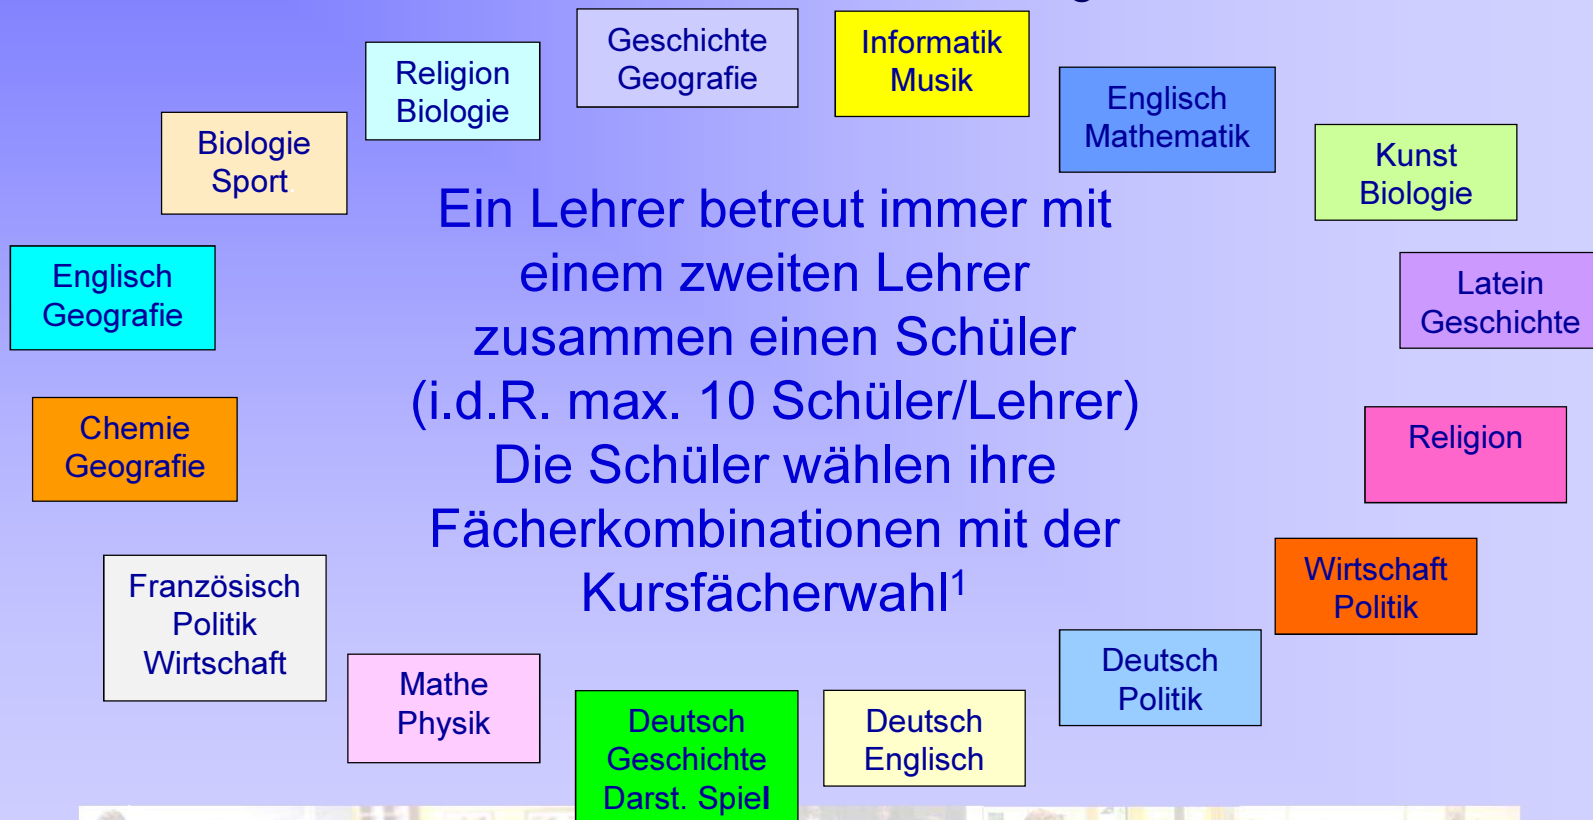 Geschichte
Geografie
Informatik
Musik
Religion
Biologie
Englisch
Mathematik
Biologie
Sport
Kunst
Biologie
Ein Lehrer betreut immer mit
einem zweiten Lehrer
zusammen einen Schüler
(i.d.R. max. 10 Schüler/Lehrer)
Die Schüler wählen ihre
Fächerkombinationen mit der
Kursfächerwahl¹
Englisch
Geografie
Latein
Geschichte
Chemie
Geografie
Religion
Französisch
Politik
Wirtschaft
Wirtschaft
Politik
Mathe
Physik
Deutsch
Politik
Deutsch
Geschichte
Darst. Spiel
Deutsch
Englisch